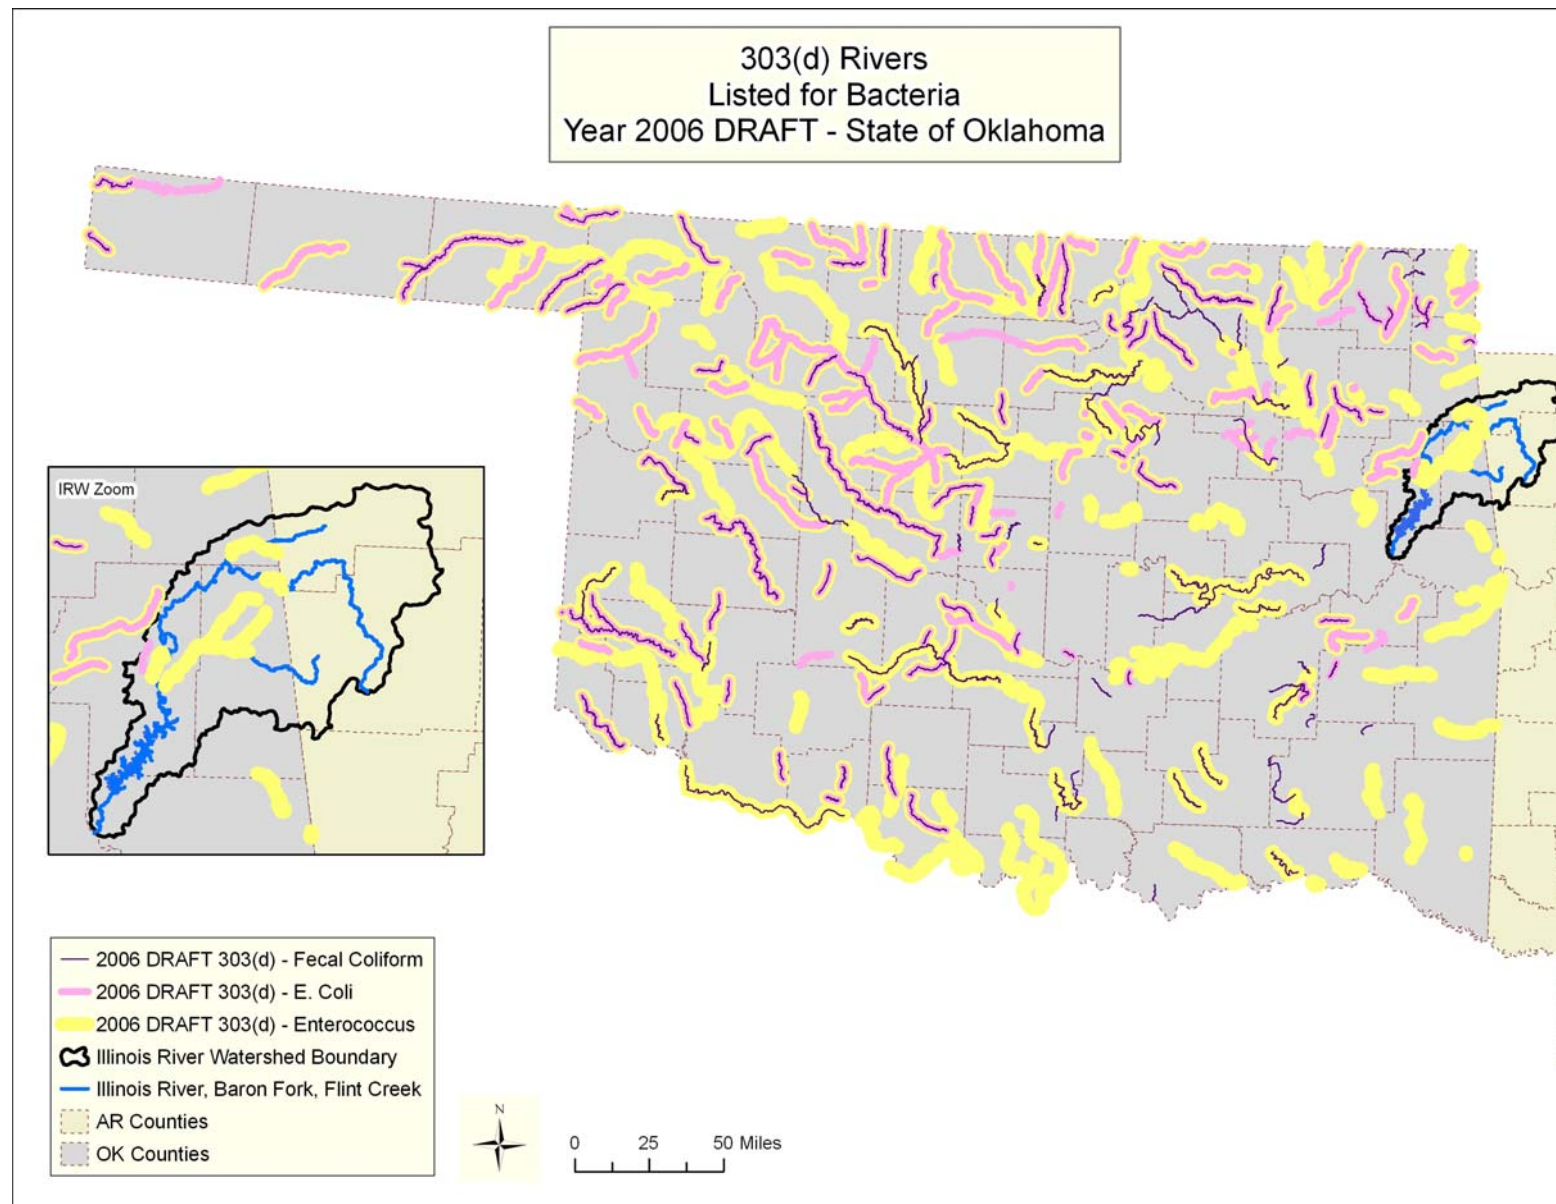 303(d) Rivers
Listed for Bacteria
Year 2006 DRAFT - State of Oklahoma
IRW Zoom
2006 DRAFT 303(d) - Fecal Coliform
2006 DRAFT 303(d) - E. Coli
2006 DRAFT 303(d) - Enterococcus
Illinois River Watershed Boundary
Illinois River, Baron Fork, Flint Creek
AR Counties
OK Counties
N
0 25 50 Miles